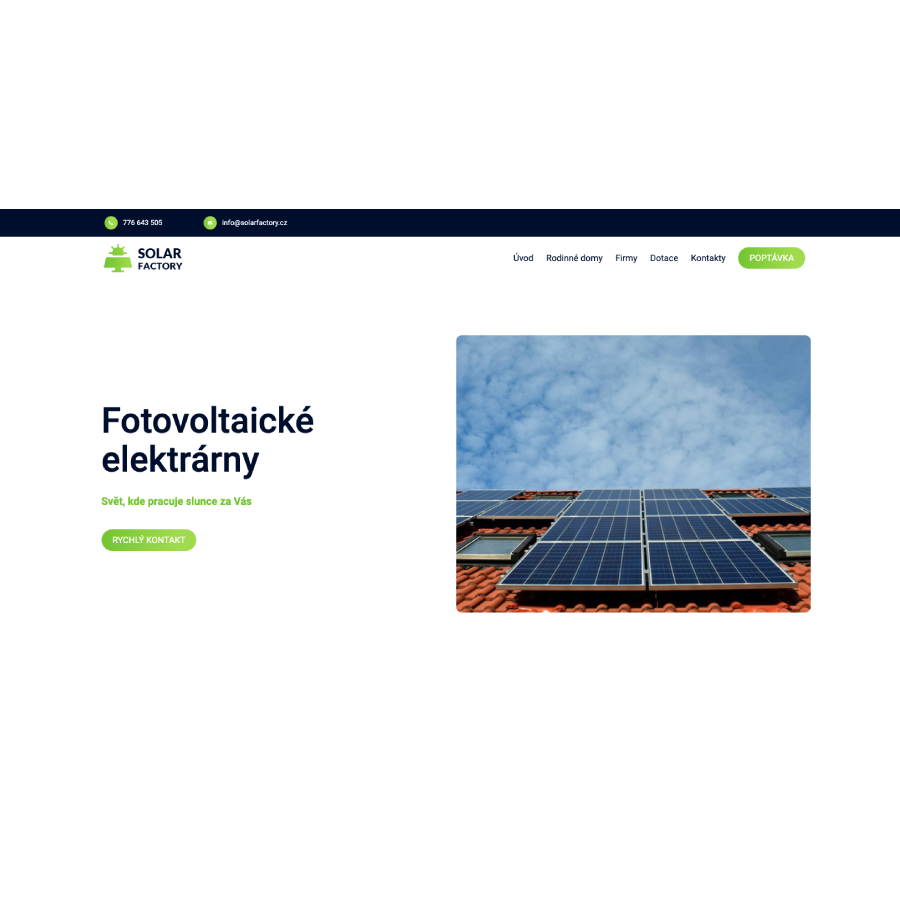 776 643 505
info@solarfactory.cz
SOLAR
FACTORY
Úvod
Rodinné domy
Firmy
Dotace
Kontakty
POPTÁVKA
Fotovoltaické
elektrárny
Svět, kde pracuje slunce za Vás
RYCHLÝ KONTAKT